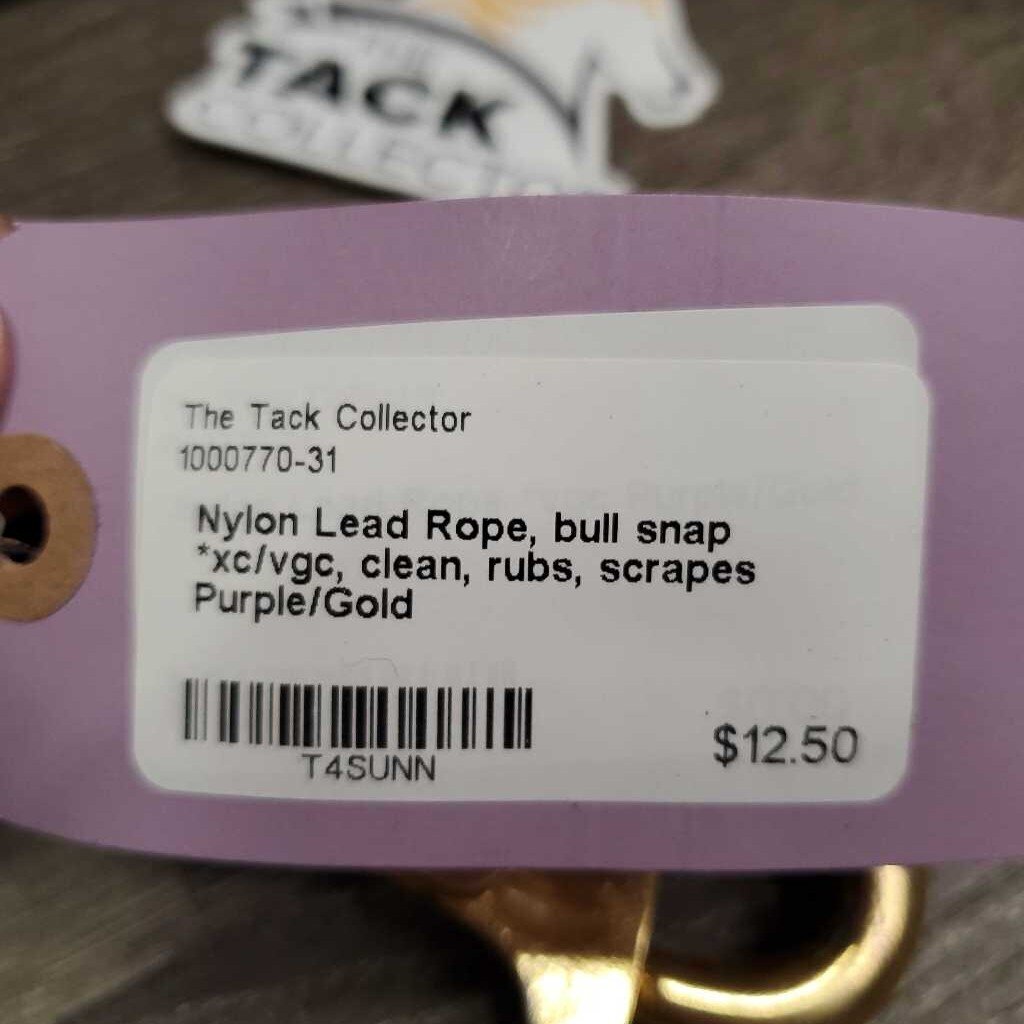 TACK
COLLECTOR
The Tack Collector
1000770-31
Nylon Lead Rope, bull snap
*xc/vgc, clean, rubs, scrapes
Purple/Gold
T4SUNN
$12.50